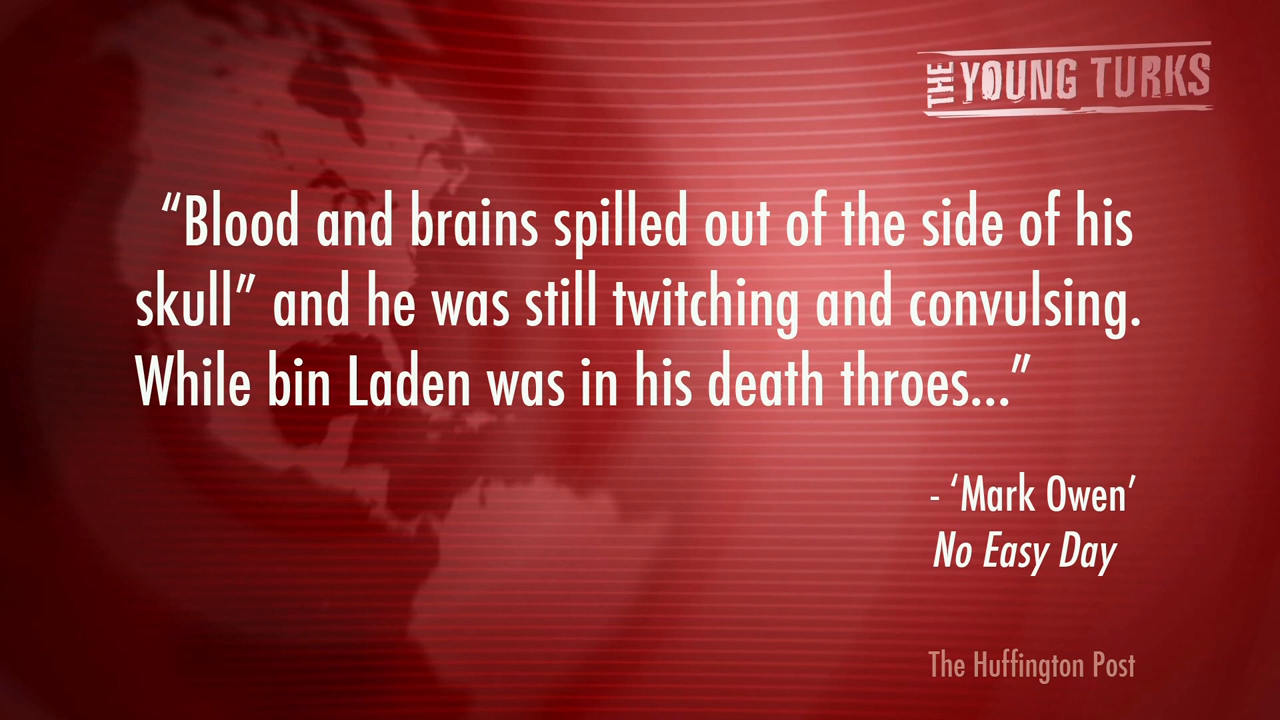 THE YOUNG TURKS
“Blood and brains spilled out of the side of his
skull” and he was still twitching and convulsing.
While bin Laden was in his death throes...”
- ‘Mark Owen’
No Easy Day
The Huffington Post